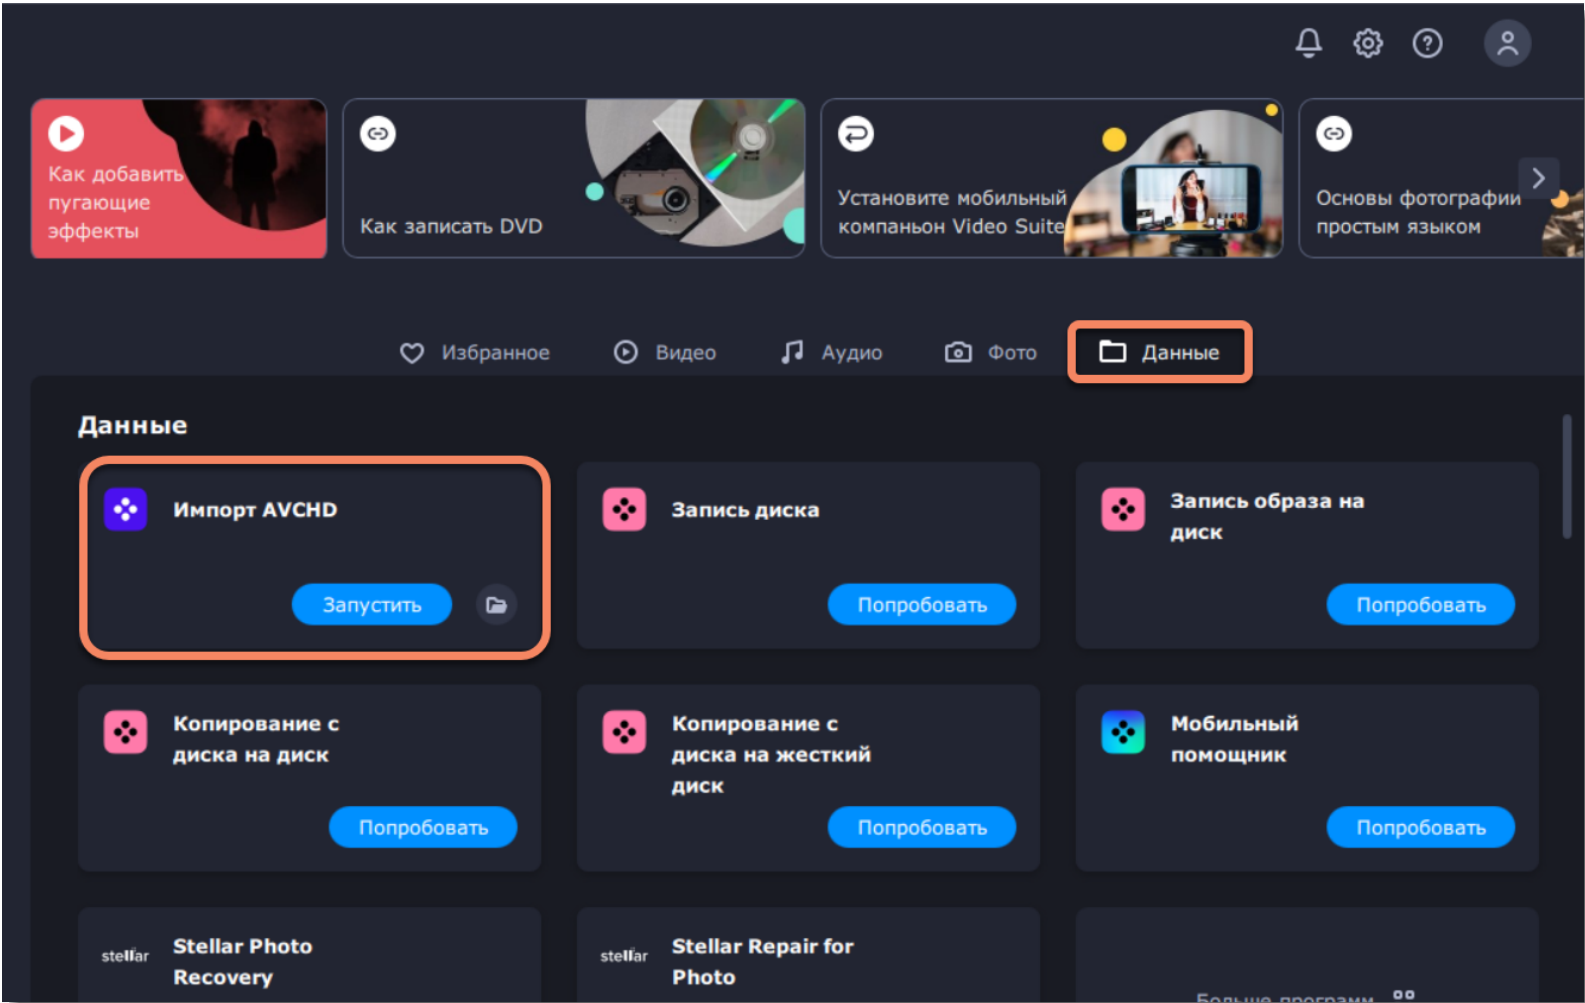 Как добавить
пугающие
эффекты
Как записать DVD
Установите мобильный
компаньон Video Suite
Основы фотографии
простым языком
Избранное
Видео
Аудио
Фото
Данные
Данные
Импорт AVCHD
Запустить
Запись диска
Попробовать
Запись образа на
диск
Попробовать
Копирование с
диска на диск
Попробовать
Копирование с
диска на жесткий
диск
Попробовать
Мобильный
помощник
Попробовать
stellar
Stellar Photo
Recovery
stellar
Stellar Repair for
Photo
Больше программ